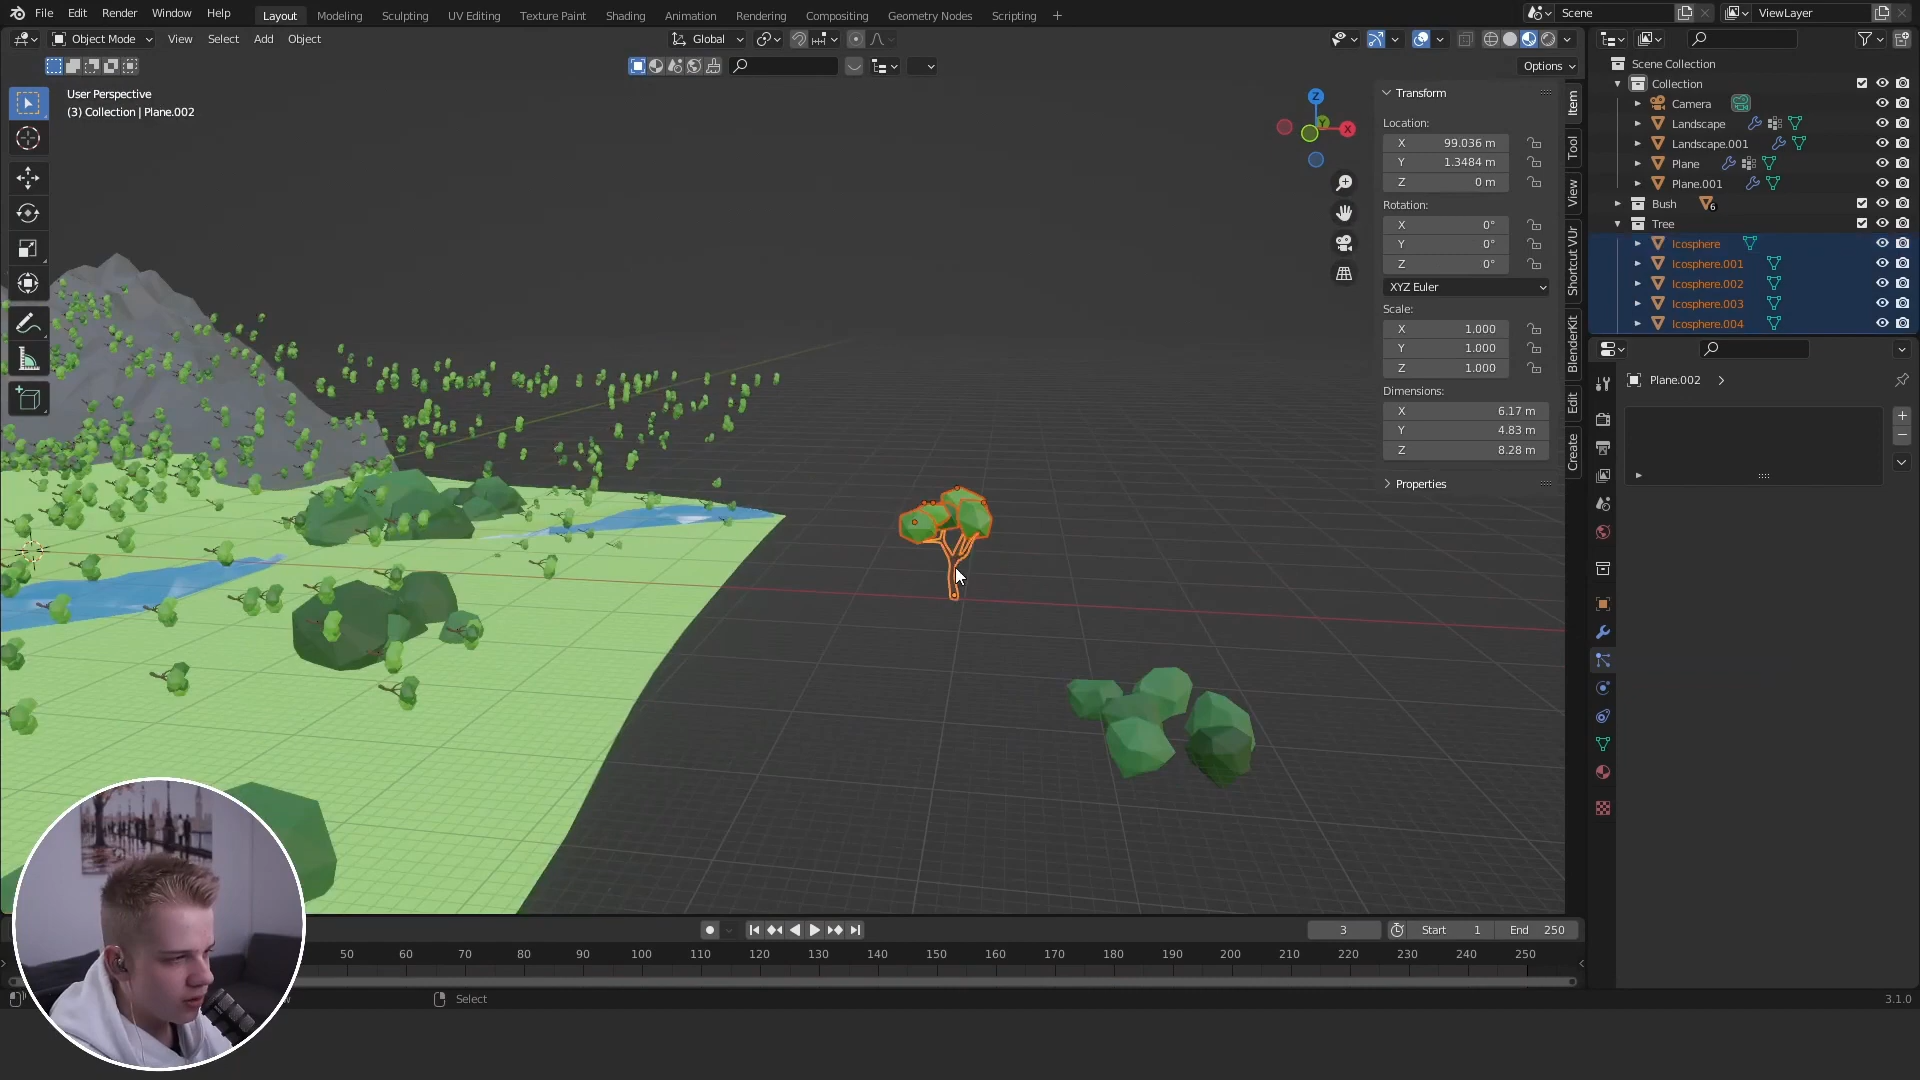 File Edit Render Window Help Layout Modeling Sculpting UV Editing Texture Paint Shading Animation Rendering Compositing Geometry Nodes Scripting + Scene ViewLayer
Object Mode View Select Add Object Global
Options
User Perspective
(3) Collection | Plane.002
Z
Y
X
Transform
Location:
X 99.036 m
Y 1.3484 m
Z 0 m
Rotation:
X 0°
Y 0°
Z 0°
XYZ Euler
Scale:
X 1.000
Y 1.000
Z 1.000
Dimensions:
X 6.17 m
Y 4.83 m
Z 8.28 m
Properties
Item
Tool
View
Shortcut VUr
BlenderKit
Edit
Create
Scene Collection
Collection
Camera
Landscape
Landscape.001
Plane
Plane.001
Bush 6
Tree
Icosphere
Icosphere.001
Icosphere.002
Icosphere.003
Icosphere.004
Plane.002
3 Start 1 End 250
50 60 70 80 90 100 110 120 130 140 150 160 170 180 190 200 210 220 230 240 250
Select
3.1.0